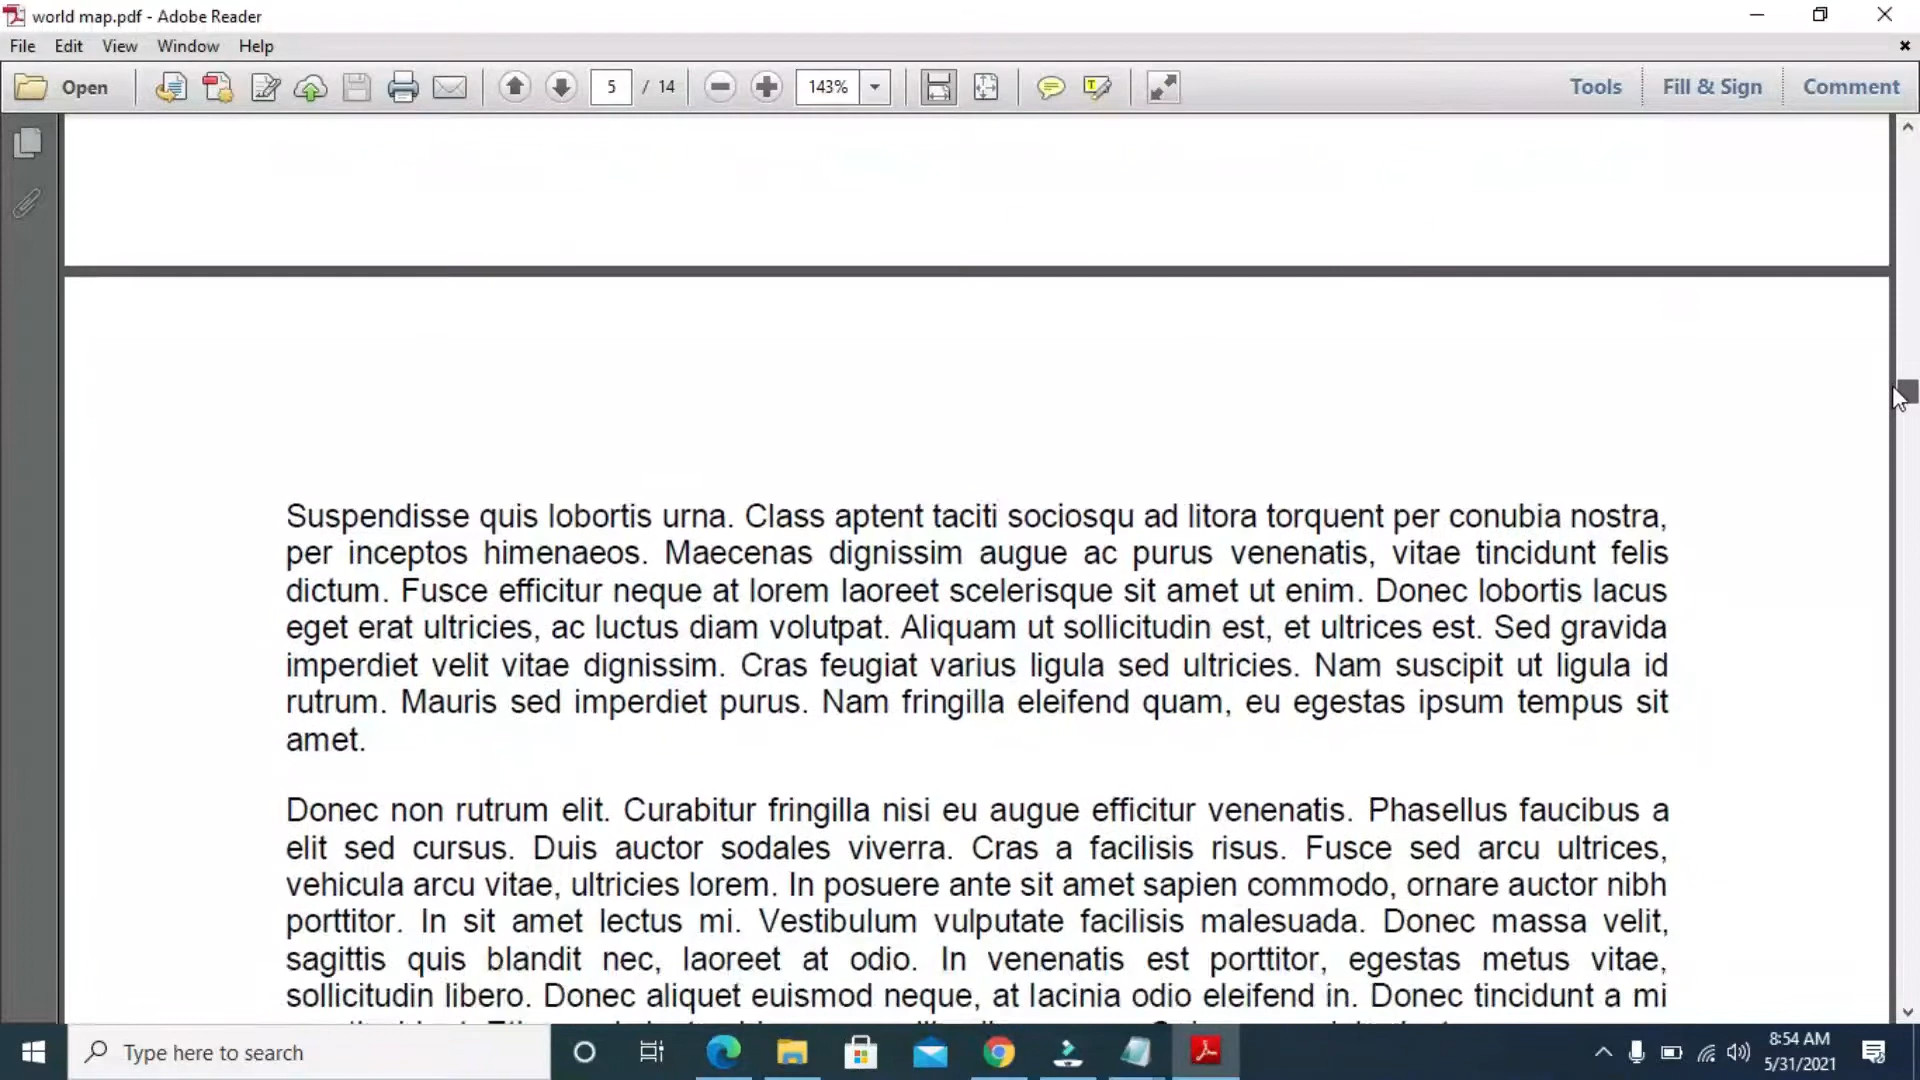 world map.pdf - Adobe Reader
File Edit View Window Help
Open 5 / 14 143% Tools Fill & Sign Comment
Suspendisse quis lobortis urna. Class aptent taciti sociosqu ad litora torquent per conubia nostra,
per inceptos himenaeos. Maecenas dignissim augue ac purus venenatis, vitae tincidunt felis
dictum. Fusce efficitur neque at lorem laoreet scelerisque sit amet ut enim. Donec lobortis lacus
eget erat ultricies, ac luctus diam volutpat. Aliquam ut sollicitudin est, et ultrices est. Sed gravida
imperdiet velit vitae dignissim. Cras feugiat varius ligula sed ultricies. Nam suscipit ut ligula id
rutrum. Mauris sed imperdiet purus. Nam fringilla eleifend quam, eu egestas ipsum tempus sit
amet.
Donec non rutrum elit. Curabitur fringilla nisi eu augue efficitur venenatis. Phasellus faucibus a
elit sed cursus. Duis auctor sodales viverra. Cras a facilisis risus. Fusce sed arcu ultrices,
vehicula arcu vitae, ultricies lorem. In posuere ante sit amet sapien commodo, ornare auctor nibh
porttitor. In sit amet lectus mi. Vestibulum vulputate facilisis malesuada. Donec massa velit,
sagittis quis blandit nec, laoreet at odio. In venenatis est porttitor, egestas metus vitae,
sollicitudin libero. Donec aliquet euismod neque, at lacinia odio eleifend in. Donec tincidunt a mi
Type here to search
8:54 AM
5/31/2021